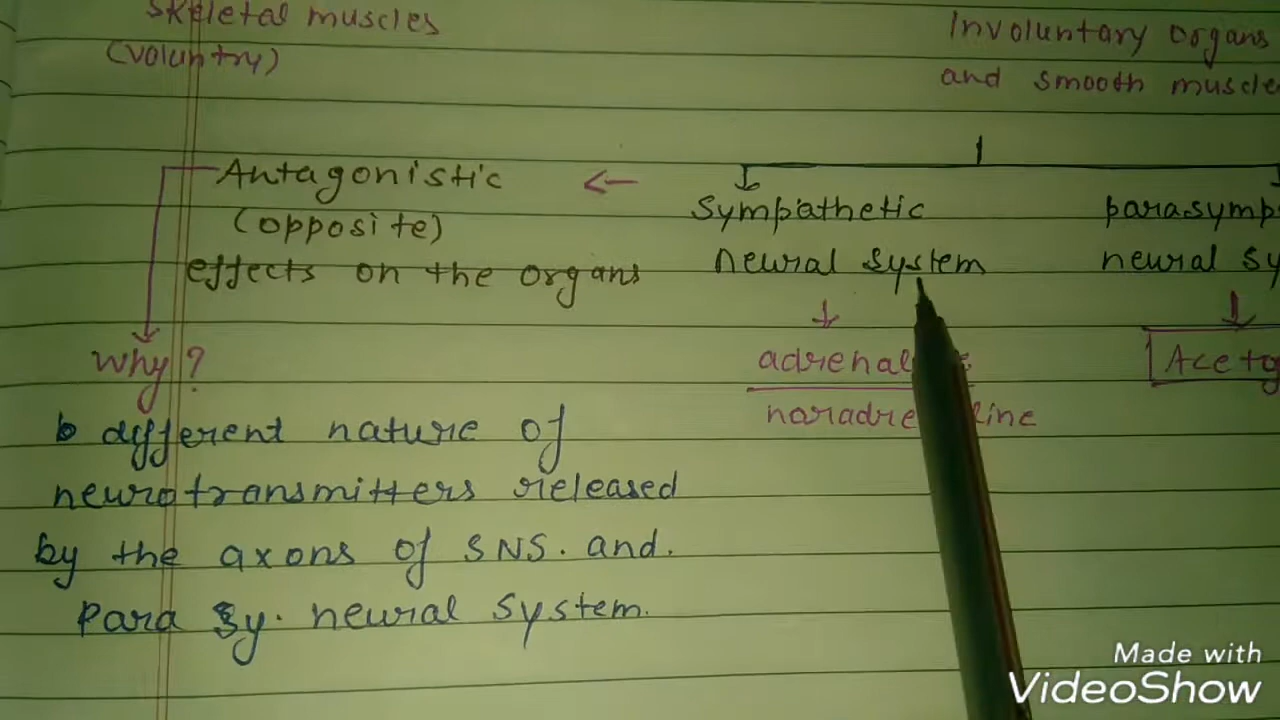 skeletal muscles
(voluntry)
Involuntary organs
and smooth muscle
Antagonistic
(opposite)
effects on the organs
←
Sympathetic
neural system
parasymp
neural sy
adrenal
noradre line
Acety
Why?
different nature of
neurotransmitters released
by the axons of SNS. and.
Para Sy. neural system.
Made with
VideoShow